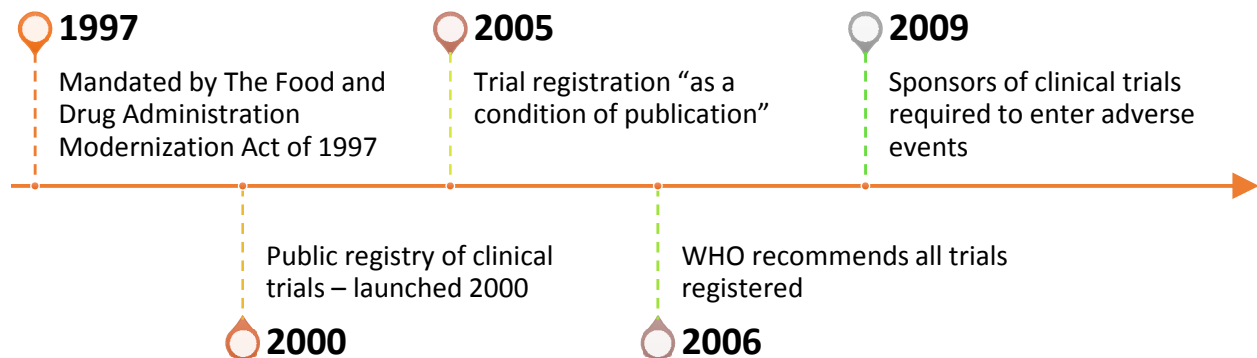 1997
Mandated by The Food and
Drug Administration
Modernization Act of 1997
Public registry of clinical
trials – launched 2000
2000
2005
Trial registration “as a
condition of publication”
WHO recommends all trials
registered
2006
2009
Sponsors of clinical trials
required to enter adverse
events